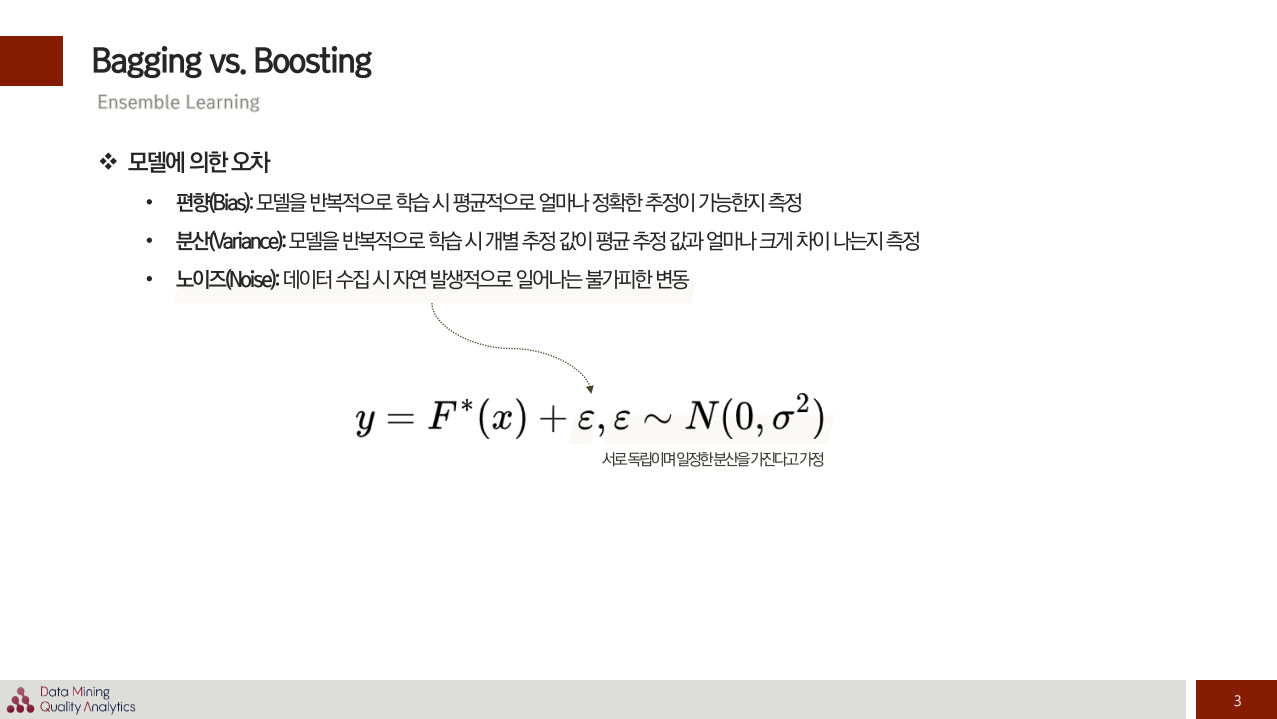 Bagging vs. Boosting
Ensemble Learning
❖ 모델에 의한 오차
• 편향(Bias): 모델을 반복적으로 학습 시 평균적으로 얼마나 정확한 추정이 가능한지 측정
• 분산(Variance): 모델을 반복적으로 학습 시 개별 추정 값이 평균 추정 값과 얼마나 크게 차이 나는지 측정
• 노이즈(Noise): 데이터 수집 시 자연 발생적으로 일어나는 불가피한 변동
y = F*(x) + ε, ε ∼ N(0, σ²)
서로 독립이며 일정한 분산을 가진다고 가정
Data Mining
Quality Analytics
3